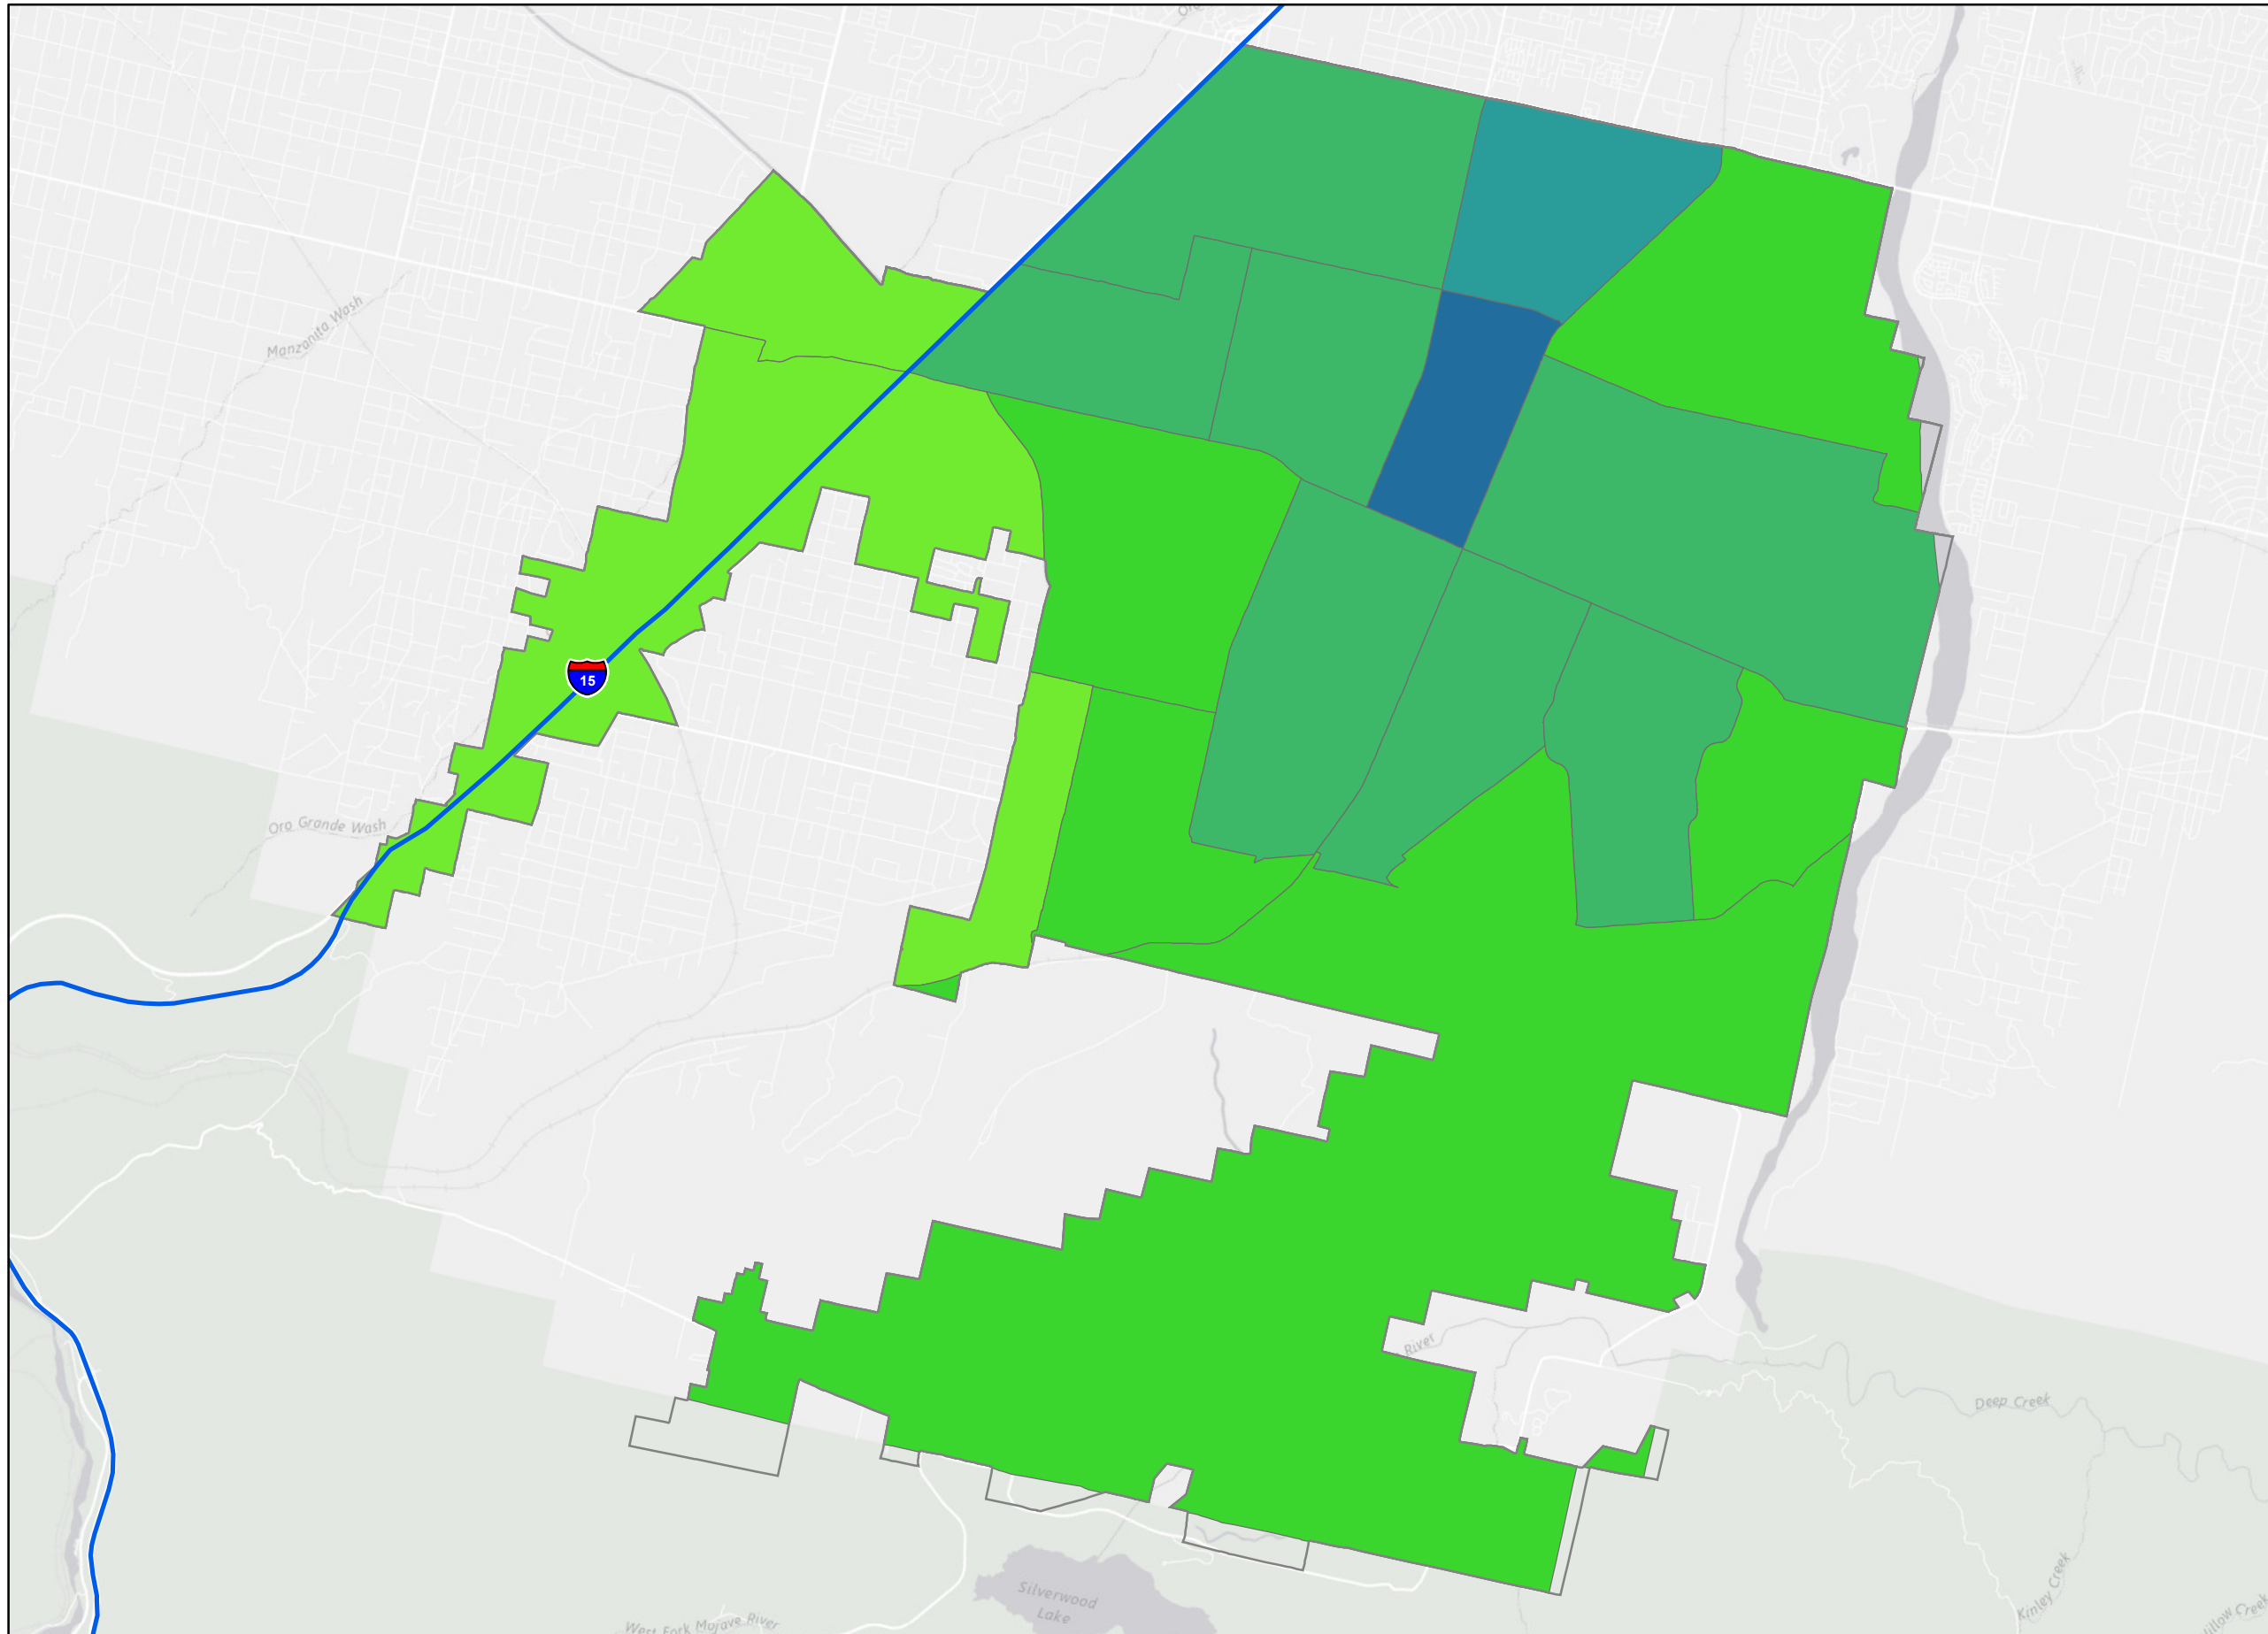 Manzanita Wash
15
Oro Grande Wash
River
Deep Creek
Silverwood
Lake
Kinley Creek
West Fork Mojave River